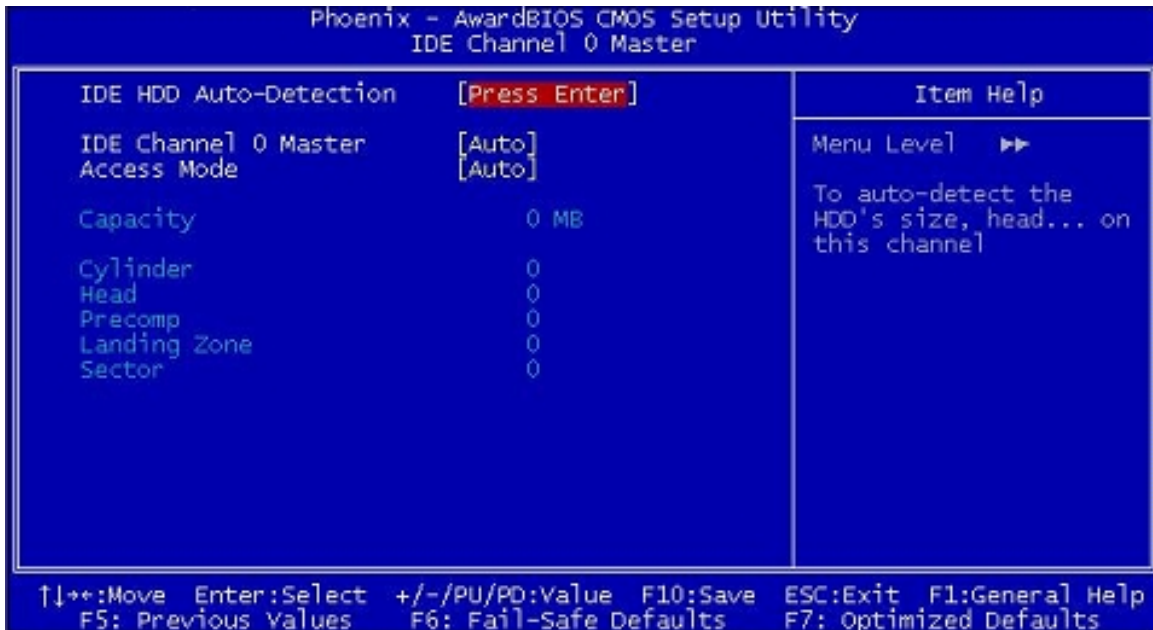 Phoenix - AwardBIOS CMOS Setup Utility
IDE Channel 0 Master
IDE HDD Auto-Detection [Press Enter]
IDE Channel 0 Master [Auto]
Access Mode [Auto]
Capacity 0 MB
Cylinder 0
Head 0
Precomp 0
Landing Zone 0
Sector 0
Item Help
Menu Level ▶▶
To auto-detect the
HDD's size, head... on
this channel
↑↓→←:Move Enter:Select +/-/PU/PD:Value F10:Save ESC:Exit F1:General Help
F5: Previous Values F6: Fail-Safe Defaults F7: Optimized Defaults